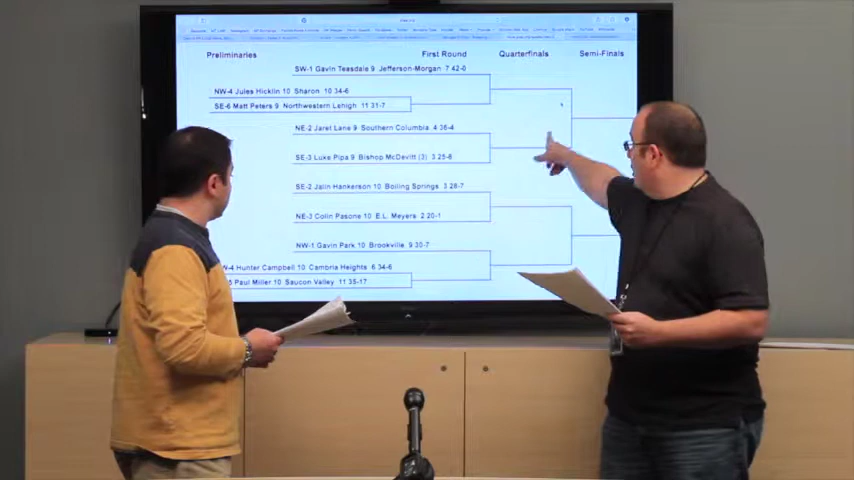 Preliminaries First Round Quarterfinals Semi-Finals
SW-1 Gavin Teasdale 9 Jefferson-Morgan 7 42-0
NW-4 Jules Hicklin 10 Sharon 10 34-6
SE-6 Matt Peters 9 Northwestern Lehigh 11 31-7
NE-2 Jaret Lane 9 Southern Columbia 4 36-4
SE-3 Luke Pipa 9 Bishop McDevitt (3) 3 25-6
SE-2 Jalin Hankerson 10 Boiling Springs 3 28-7
NE-3 Colin Pasone 10 E.L. Meyers 2 20-1
NW-1 Gavin Park 10 Brookville 9 30-7
W-4 Hunter Campbell 10 Cambria Heights 6 34-6
5 Paul Miller 10 Saucon Valley 11 35-17